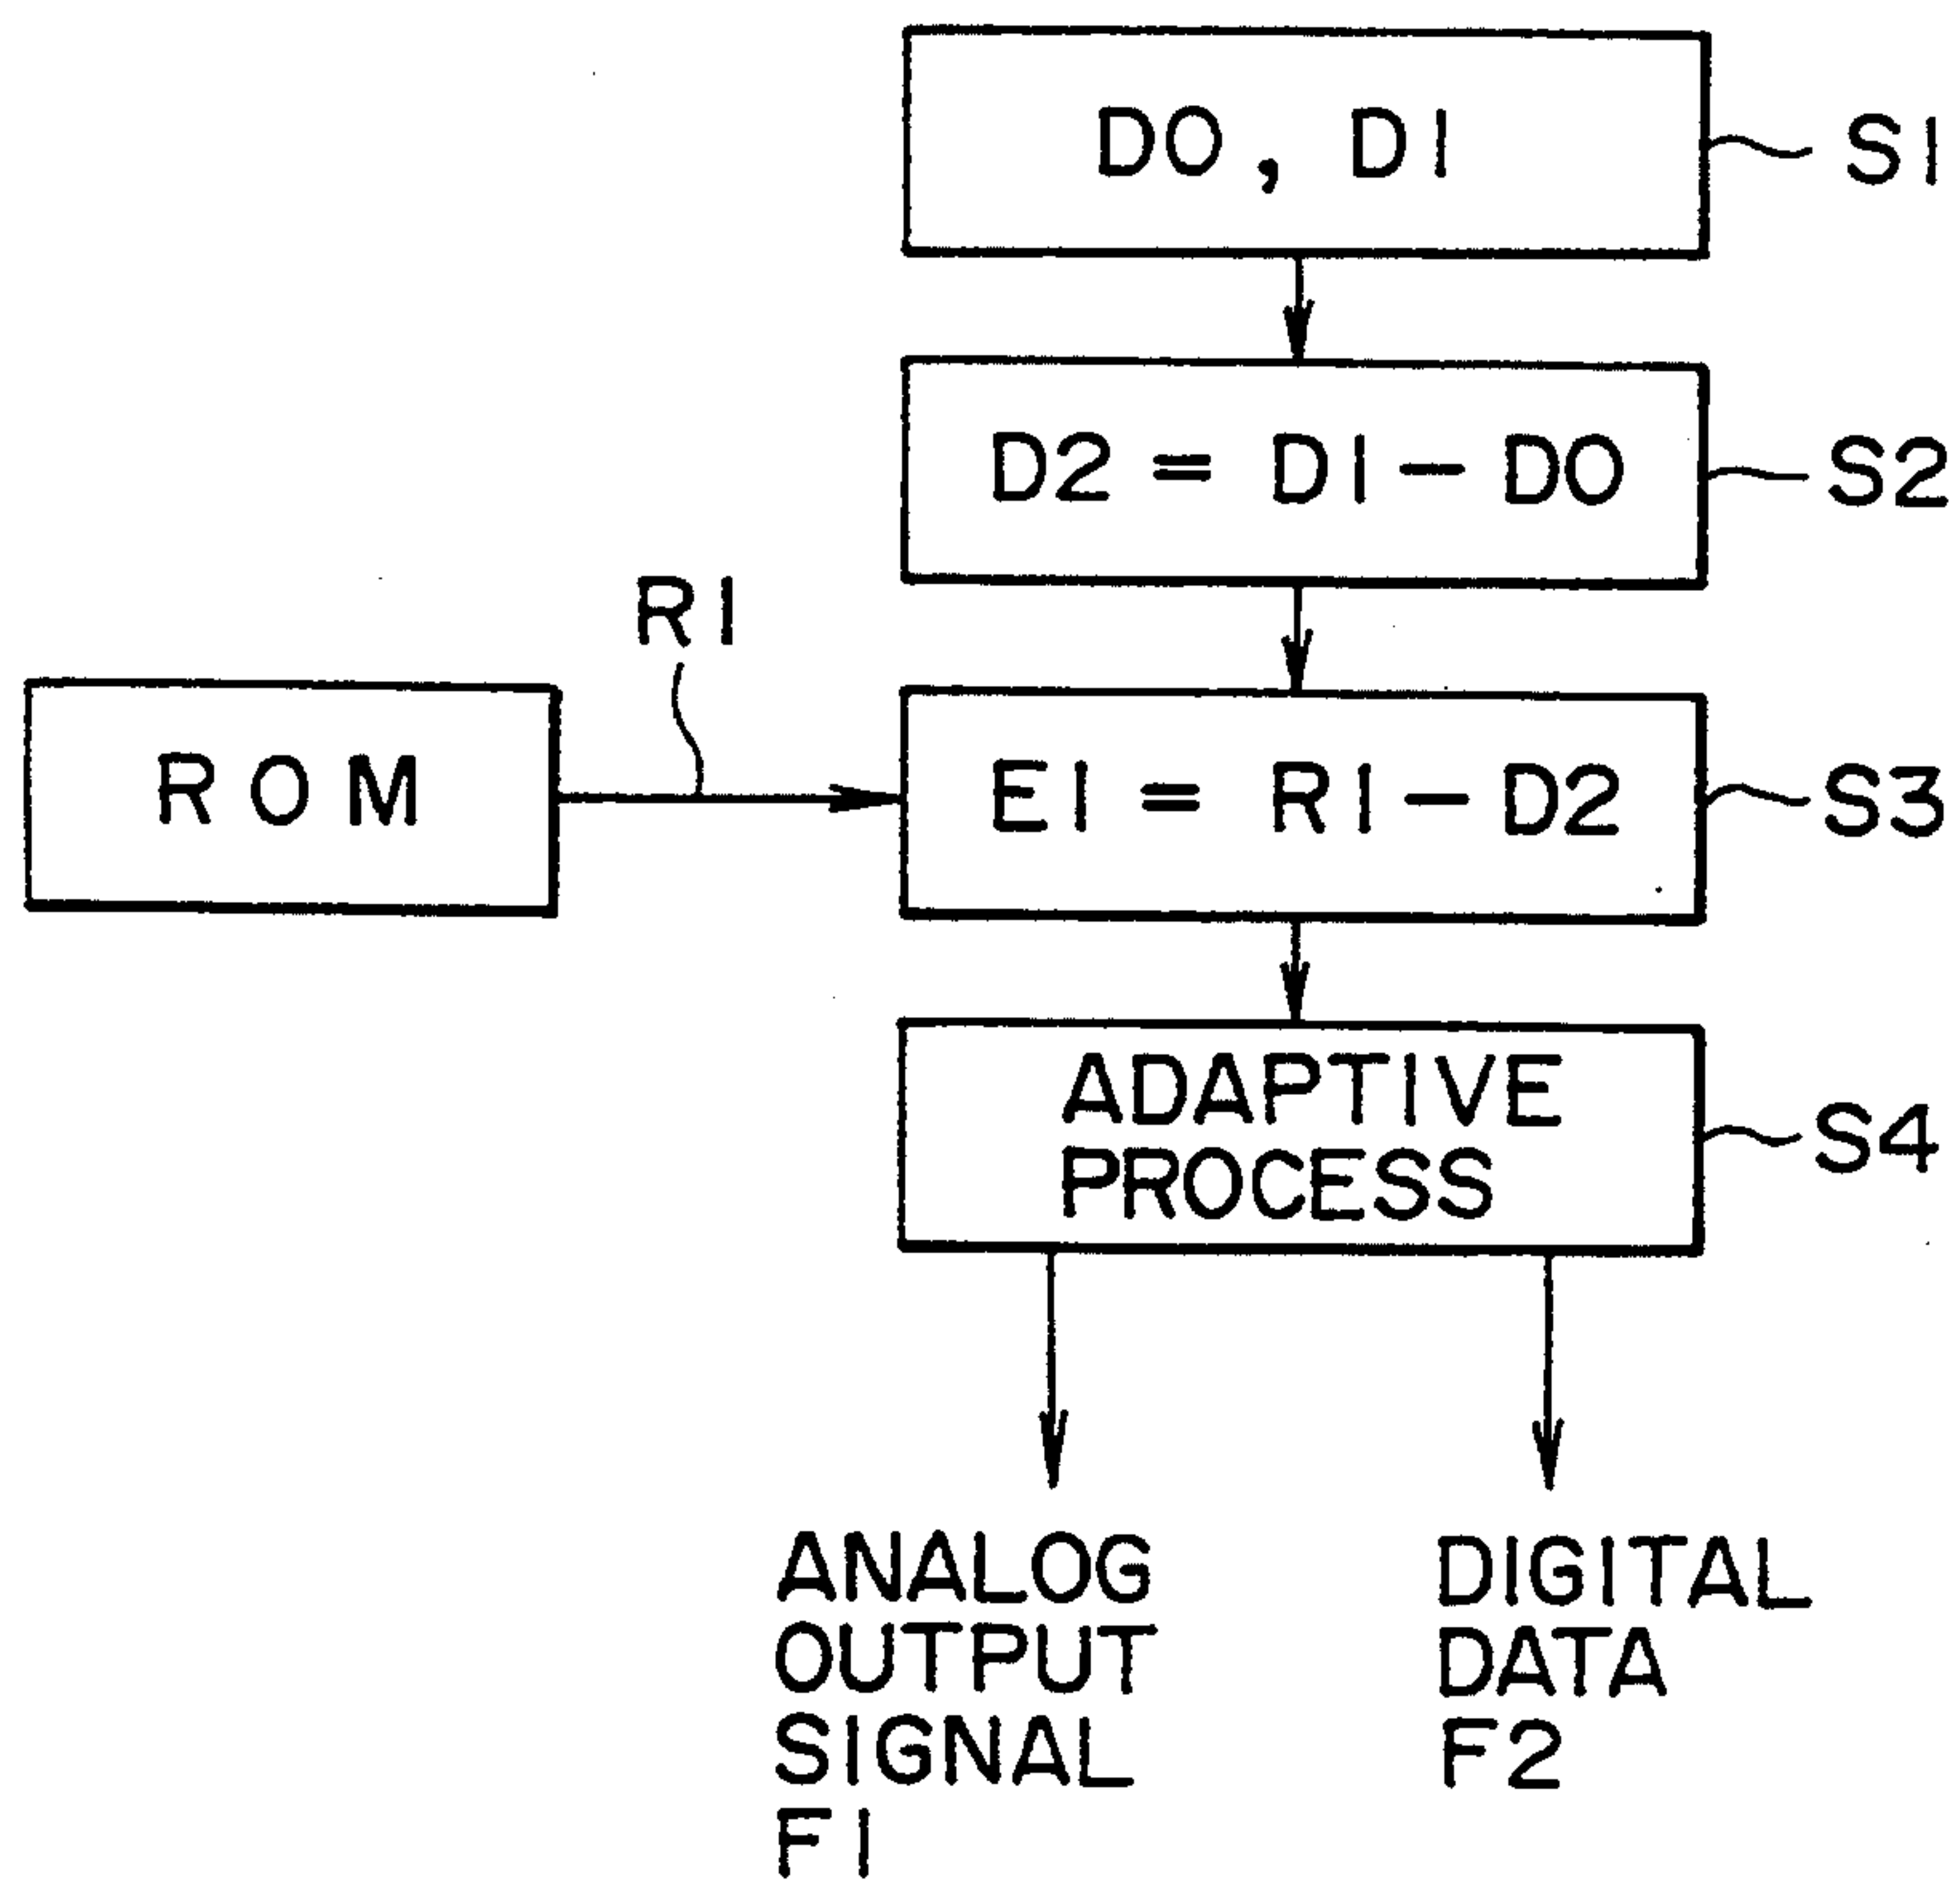 D0, D1
S1
D2 = D1 - D0
S2
R1
ROM
E1 = R1 - D2
S3
ADAPTIVE
PROCESS
S4
ANALOG
OUTPUT
SIGNAL
F1
DIGITAL
DATA
F2